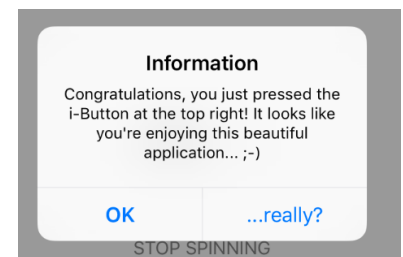 Information
Congratulations, you just pressed the
i-Button at the top right! It looks like
you're enjoying this beautiful
application... ;-)
OK
...really?
STOP SPINNING